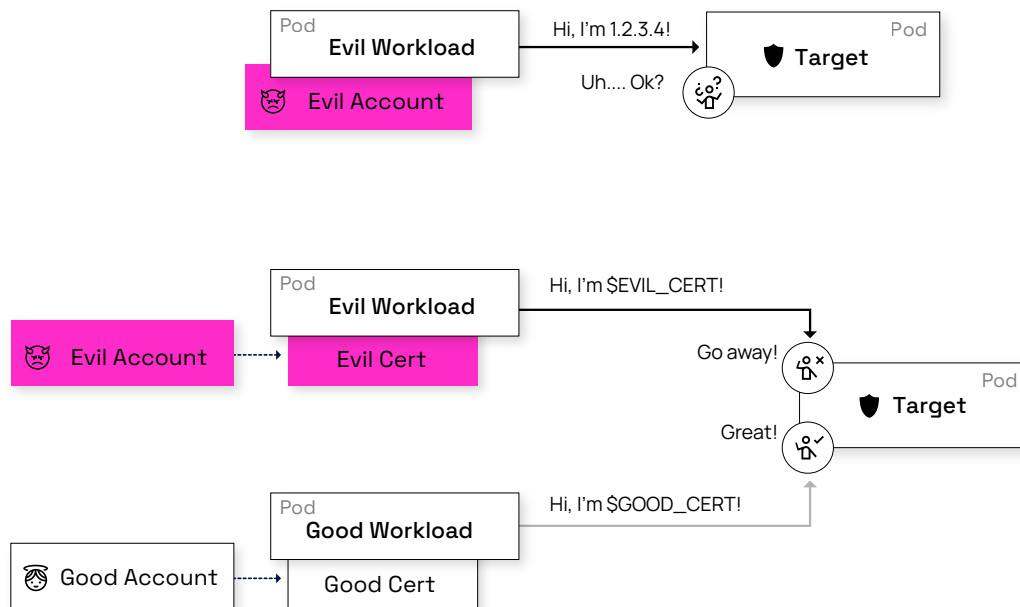 Pod
Evil Workload
Evil Account
Hi, I'm 1.2.3.4!
Uh.... Ok?
Pod
Target
Pod
Evil Workload
Evil Account
Evil Cert
Hi, I'm $EVIL_CERT!
Go away!
Great!
Pod
Target
Pod
Good Workload
Good Account
Good Cert
Hi, I'm $GOOD_CERT!